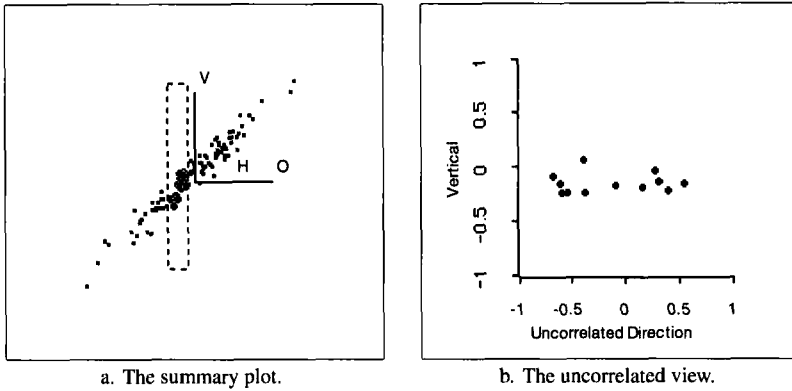 V
H
O
a. The summary plot.
1
0.5
0
-0.5
-1
Vertical
-1 -0.5 0 0.5 1
Uncorrelated Direction
b. The uncorrelated view.